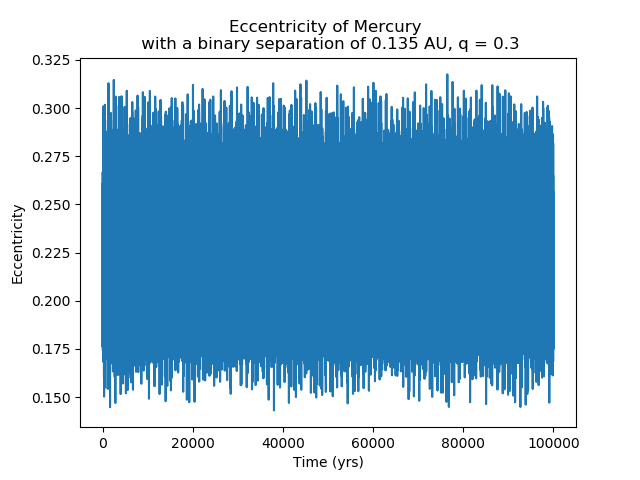 Eccentricity of Mercury
with a binary separation of 0.135 AU, q = 0.3
0.325
0.300
0.275
0.250
0.225
0.200
0.175
0.150
Eccentricity
0 20000 40000 60000 80000 100000
Time (yrs)